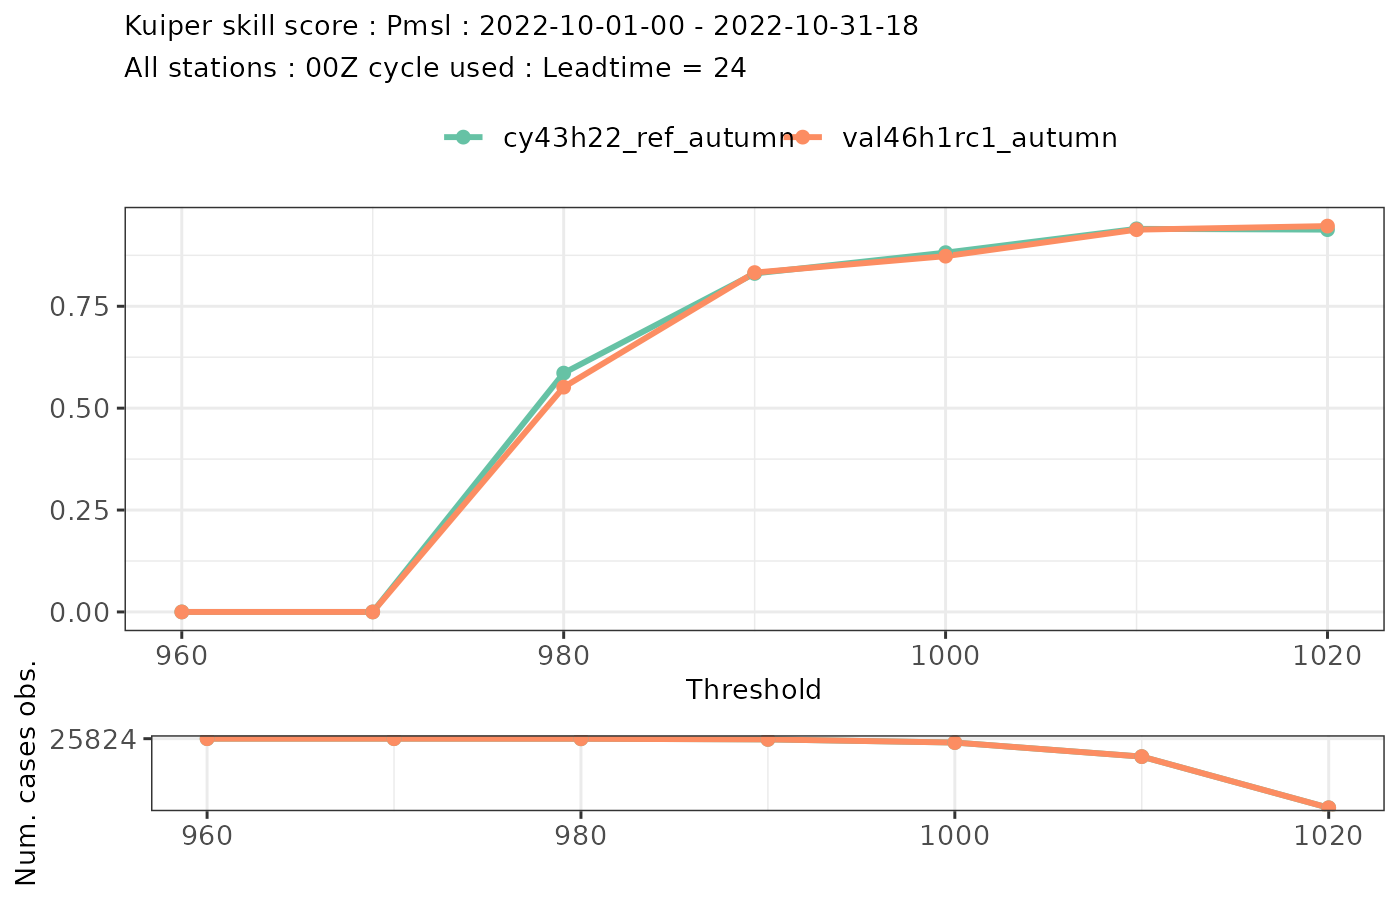 Kuiper skill score : Pmsl : 2022-10-01-00 - 2022-10-31-18
All stations : 00Z cycle used : Leadtime = 24
cy43h22_ref_autumn
val46h1rc1_autumn
0.75
0.50
0.25
0.00
960
980
1000
1020
Threshold
Num. cases obs.
25824
960
980
1000
1020